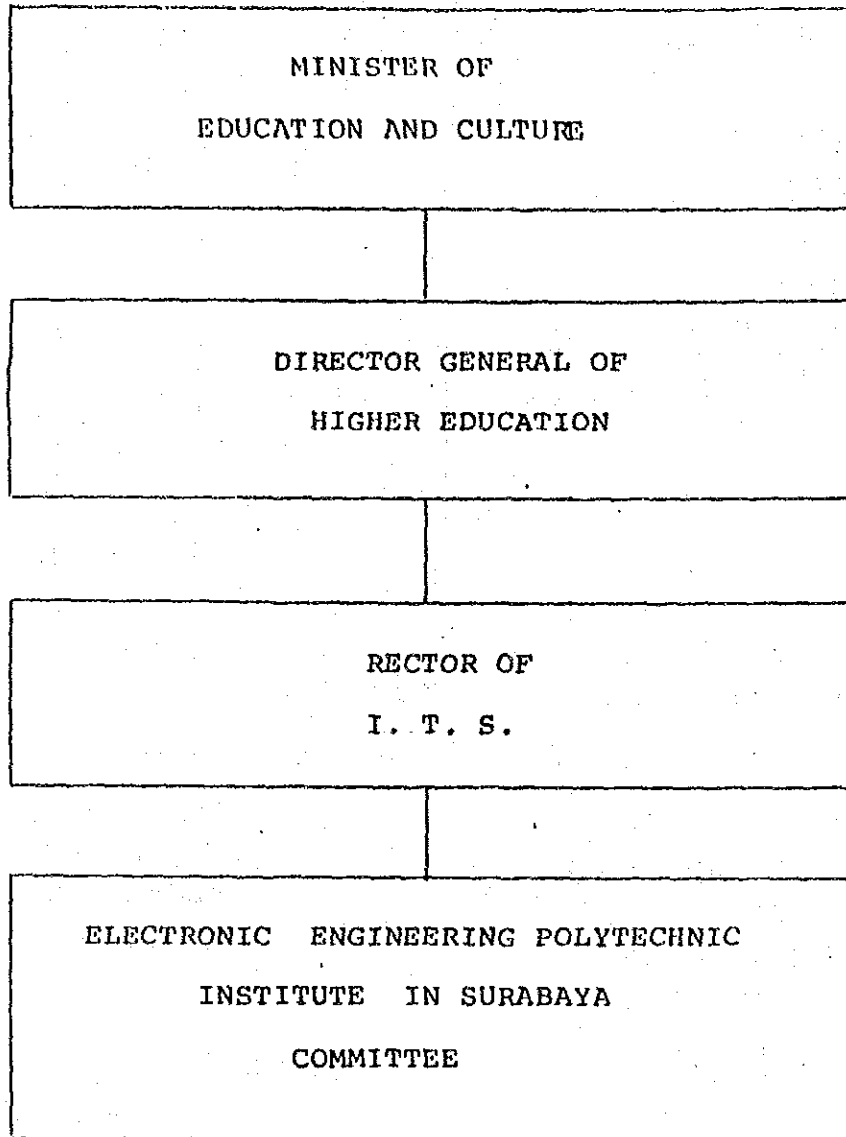 MINISTER OF
EDUCATION AND CULTURE
DIRECTOR GENERAL OF
HIGHER EDUCATION
RECTOR OF
I. T. S.
ELECTRONIC ENGINEERING POLYTECHNIC
INSTITUTE IN SURABAYA
COMMITTEE